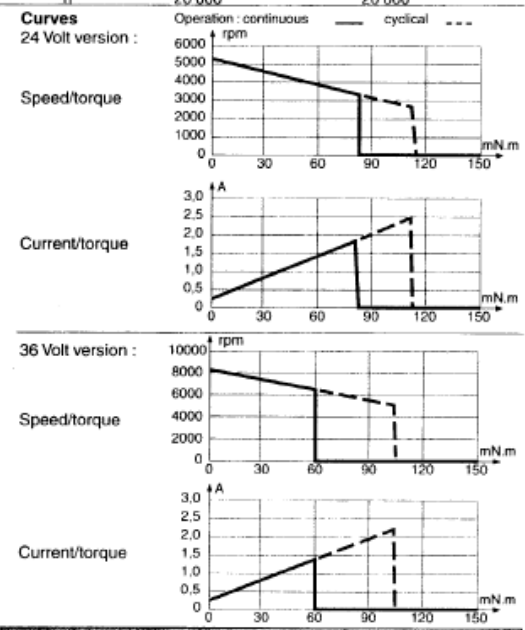 20 000 20 000
Curves Operation : continuous cyclical
24 Volt version :
rpm
6000
5000
4000
Speed/torque
3000
2000
1000
0
mN.m
0 30 60 90 120 150
A
3,0
2,5
2,0
Current/torque
1,5
1,0
0,5
0
mN.m
0 30 60 90 120 150
36 Volt version :
rpm
10000
8000
6000
Speed/torque
4000
2000
0
mN.m
0 30 60 90 120 150
A
3,0
2,5
2,0
Current/torque
1,5
1,0
0,5
0
mN.m
0 30 60 90 120 150